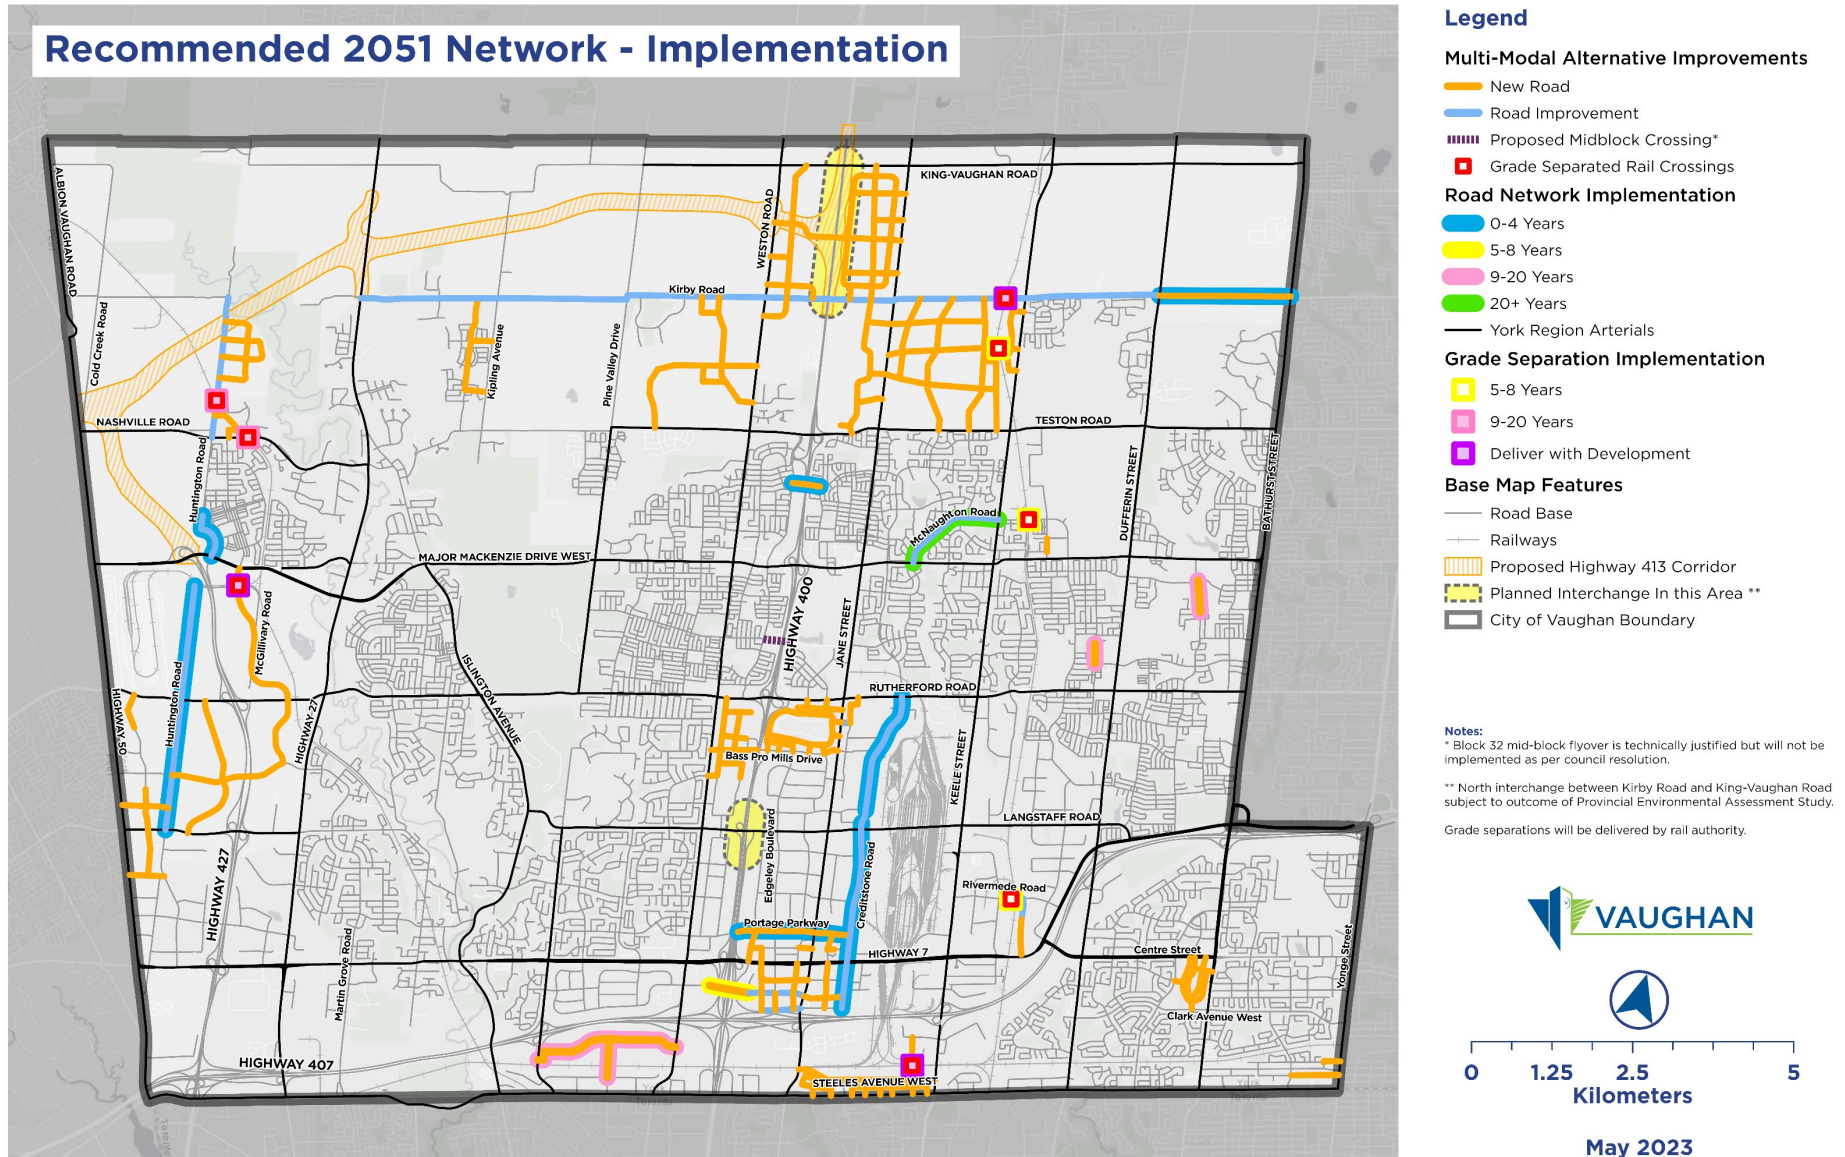 Recommended 2051 Network - Implementation
KING-VAUGHAN ROAD
ALBION VAUGHAN ROAD
WESTON ROAD
Kirby Road
Cold Creek Road
Kipling Avenue
Pine Valley Drive
NASHVILLE ROAD
TESTON ROAD
Huntington Road
McNaughton Road
DUFFERIN STREET
BATHURST STREET
MAJOR MACKENZIE DRIVE WEST
HIGHWAY 400
JANE STREET
McGillivary Road
ISLINGTON AVENUE
Huntington Road
HIGHWAY 50
HIGHWAY 27
RUTHERFORD ROAD
Bass Pro Mills Drive
KEELE STREET
LANGSTAFF ROAD
Edgeley Boulevard
Creditstone Road
HIGHWAY 427
Rivermede Road
Portage Parkway
HIGHWAY 7
Centre Street
Yonge Street
Martin Grove Road
Clark Avenue West
HIGHWAY 407
STEELES AVENUE WEST
Toronto
Toronto
Legend
Multi-Modal Alternative Improvements
New Road
Road Improvement
Proposed Midblock Crossing*
Grade Separated Rail Crossings
Road Network Implementation
0-4 Years
5-8 Years
9-20 Years
20+ Years
York Region Arterials
Grade Separation Implementation
5-8 Years
9-20 Years
Deliver with Development
Base Map Features
Road Base
Railways
Proposed Highway 413 Corridor
Planned Interchange In this Area **
City of Vaughan Boundary
Notes:
* Block 32 mid-block flyover is technically justified but will not be
implemented as per council resolution.
** North interchange between Kirby Road and King-Vaughan Road
subject to outcome of Provincial Environmental Assessment Study.
Grade separations will be delivered by rail authority.
VAUGHAN
0 1.25 2.5 5
Kilometers
May 2023